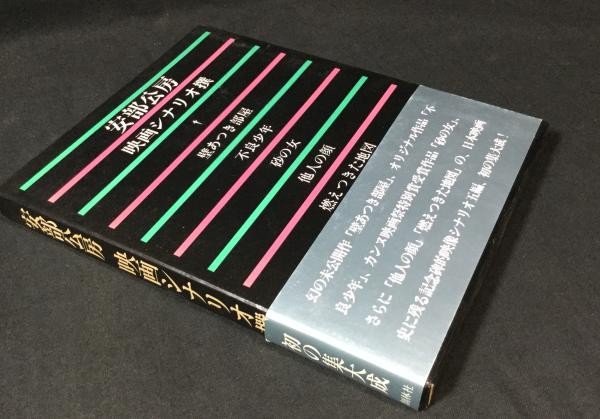 安部公房
映画シナリオ撰
壁あつき部屋
不良少年
砂の女
他人の顔
燃えつきた地図
幻の未公開作「壁あつき部屋」、オリジナル作品「不
良少年」、カンヌ映画祭特別賞受賞作品「砂の女」、
さらに「他人の顔」「燃えつきた地図」の、日本映画
史に残る記念碑的映像シナリオ五編、初の集大成!
安部公房 映画シナリオ撰
初の集大成